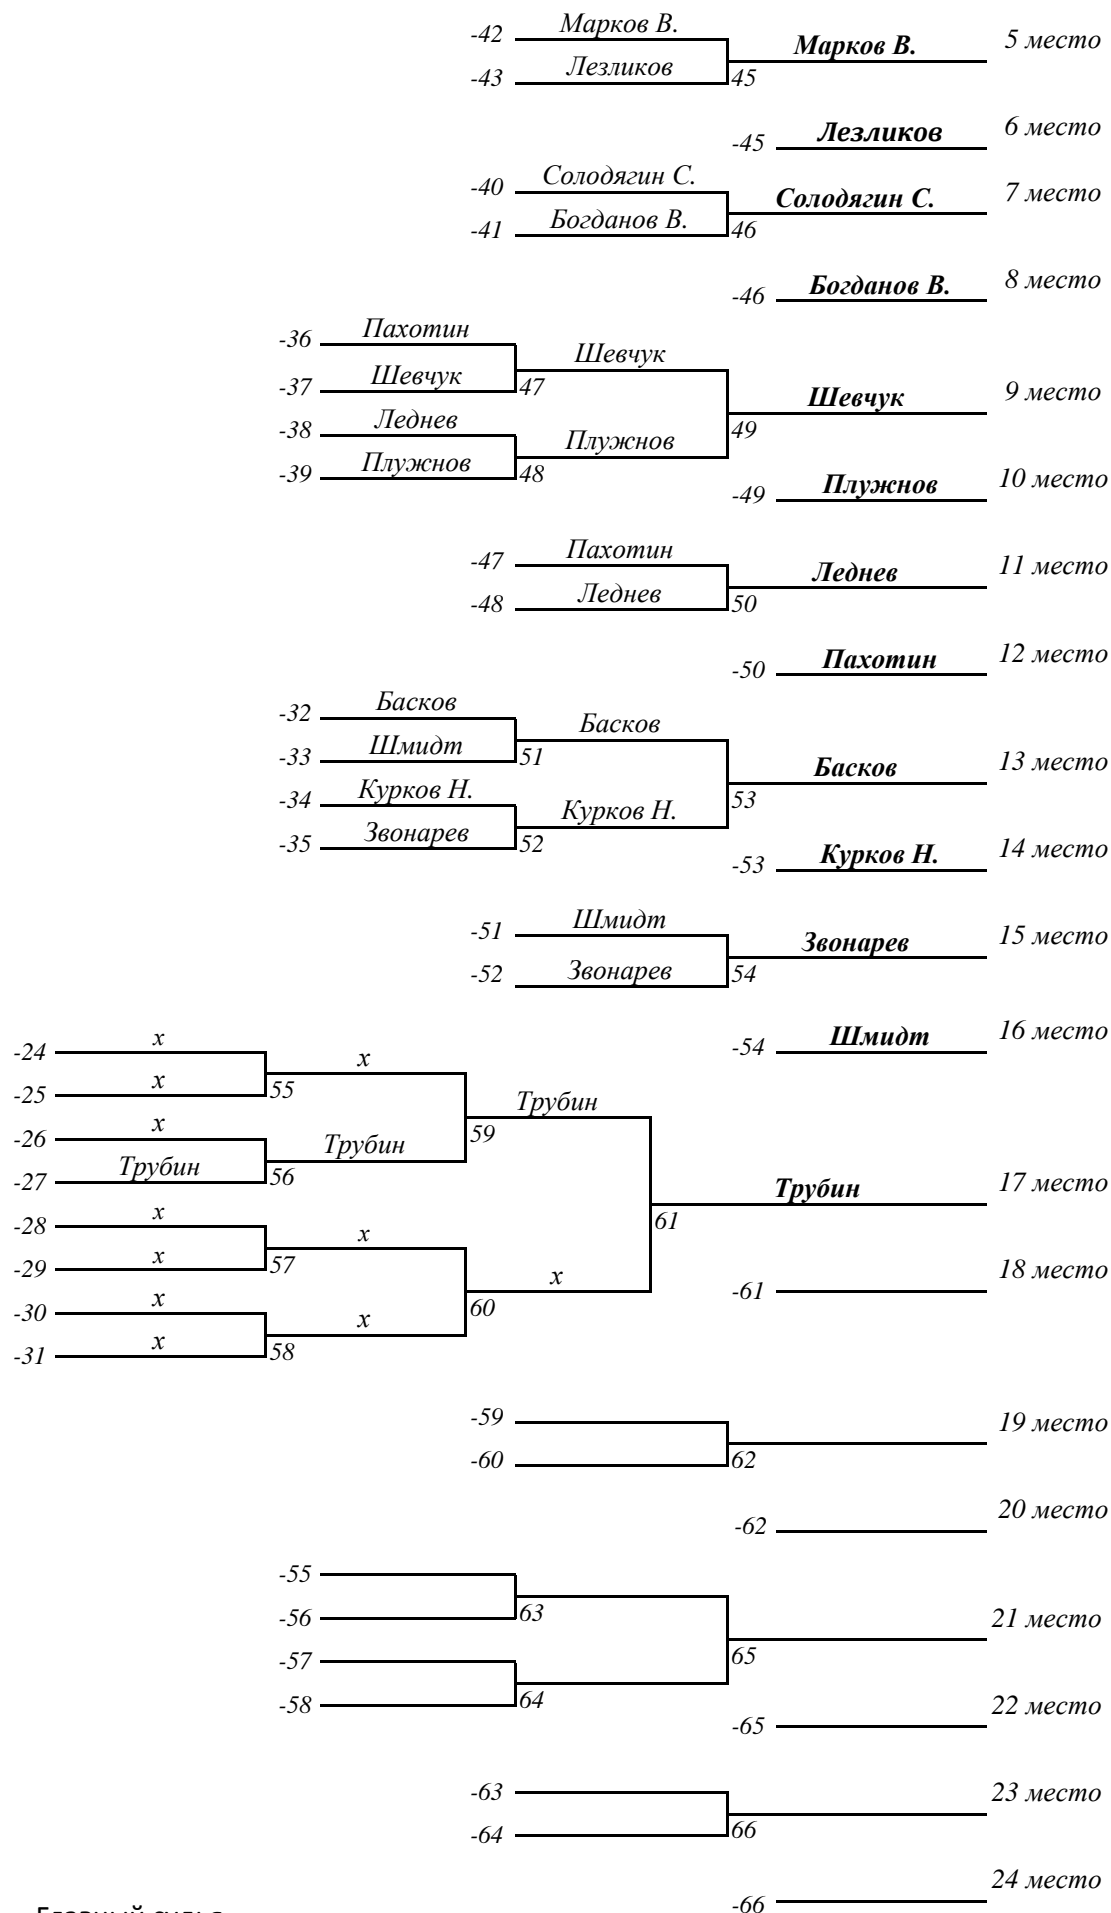 -42 Марков В.
Марков В. 5 место
-43 Лезликов 45
-45 Лезликов 6 место
-40 Солодягин С.
Солодягин С. 7 место
-41 Богданов В. 46
-46 Богданов В. 8 место
-36 Пахотин
Шевчук
-37 Шевчук 47
Шевчук 9 место
-38 Леднев 49
Плужнов
-39 Плужнов 48
-49 Плужнов 10 место
-47 Пахотин
Леднев 11 место
-48 Леднев 50
-50 Пахотин 12 место
-32 Басков
Басков
-33 Шмидт 51
Басков 13 место
-34 Курков Н. 53
Курков Н.
-35 Звонарев 52
-53 Курков Н. 14 место
-51 Шмидт
Звонарев 15 место
-52 Звонарев 54
-54 Шмидт 16 место
-24 х
х
-25 х 55
Трубин
-26 х 59
Трубин
-27 Трубин 56
Трубин 17 место
-28 х 61
х
-29 х 57
х
-61 18 место
-30 х 60
х
-31 х 58
-59
19 место
-60 62
-62 20 место
-55
-56 63
21 место
-57 65
-58 64
-65 22 место
-63
23 место
-64 66
-66 24 место